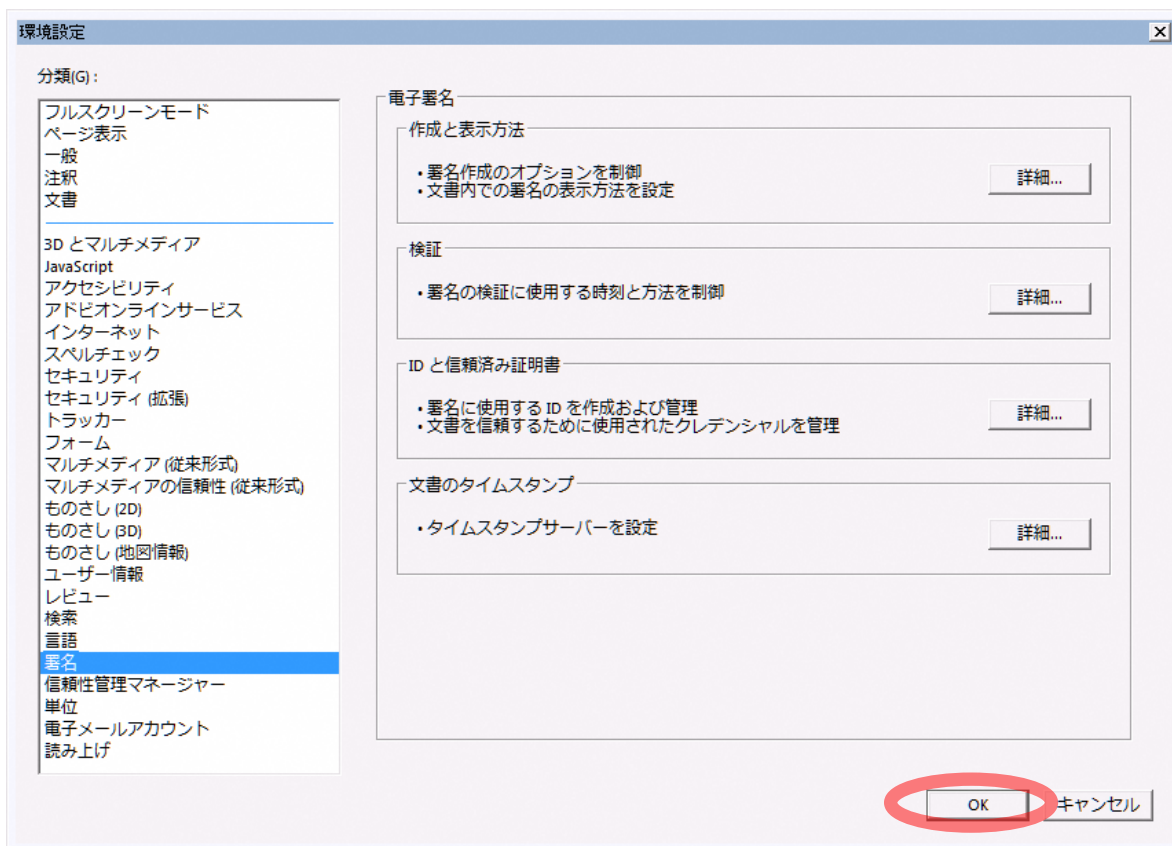 環境設定
分類(G) :
フルスクリーンモード
ページ表示
一般
注釈
文書
3D とマルチメディア
JavaScript
アクセシビリティ
アドビオンラインサービス
インターネット
スペルチェック
セキュリティ
セキュリティ (拡張)
トラッカー
フォーム
マルチメディア (従来形式)
マルチメディアの信頼性 (従来形式)
ものさし (2D)
ものさし (3D)
ものさし (地図情報)
ユーザー情報
レビュー
検索
言語
署名
信頼性管理マネージャー
単位
電子メールアカウント
読み上げ
電子署名
作成と表示方法
・署名作成のオプションを制御
・文書内での署名の表示方法を設定
詳細...
検証
・署名の検証に使用する時刻と方法を制御
詳細...
ID と信頼済み証明書
・署名に使用する ID を作成および管理
・文書を信頼するために使用されたクレデンシャルを管理
詳細...
文書のタイムスタンプ
・タイムスタンプサーバーを設定
詳細...
OK
キャンセル